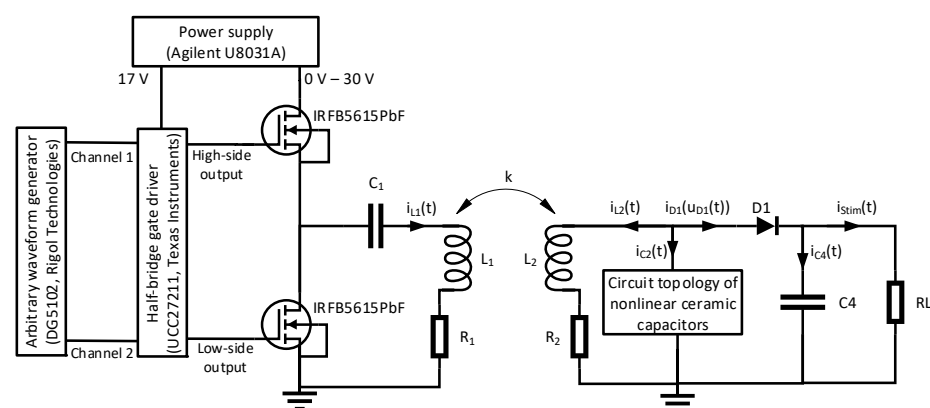 Power supply
(Agilent U8031A)
17 V
0 V – 30 V
IRFB5615PbF
Arbitrary waveform generator
(DG5102, Rigol Technologies)
Channel 1
Half-bridge gate driver
(UCC27211, Texas Instruments)
High-side
output
C1
iL1(t)
k
L1
R1
L2
R2
iL2(t)
iD1(uD1(t))
D1
iStim(t)
iC2(t)
iC4(t)
Circuit topology of
nonlinear ceramic
capacitors
C4
RL
IRFB5615PbF
Channel 2
Low-side
output